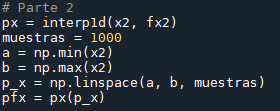 # Parte 2
px = interp1d(x2, fx2)
muestras = 1000
a = np.min(x2)
b = np.max(x2)
p_x = np.linspace(a, b, muestras)
pfx = px(p_x)